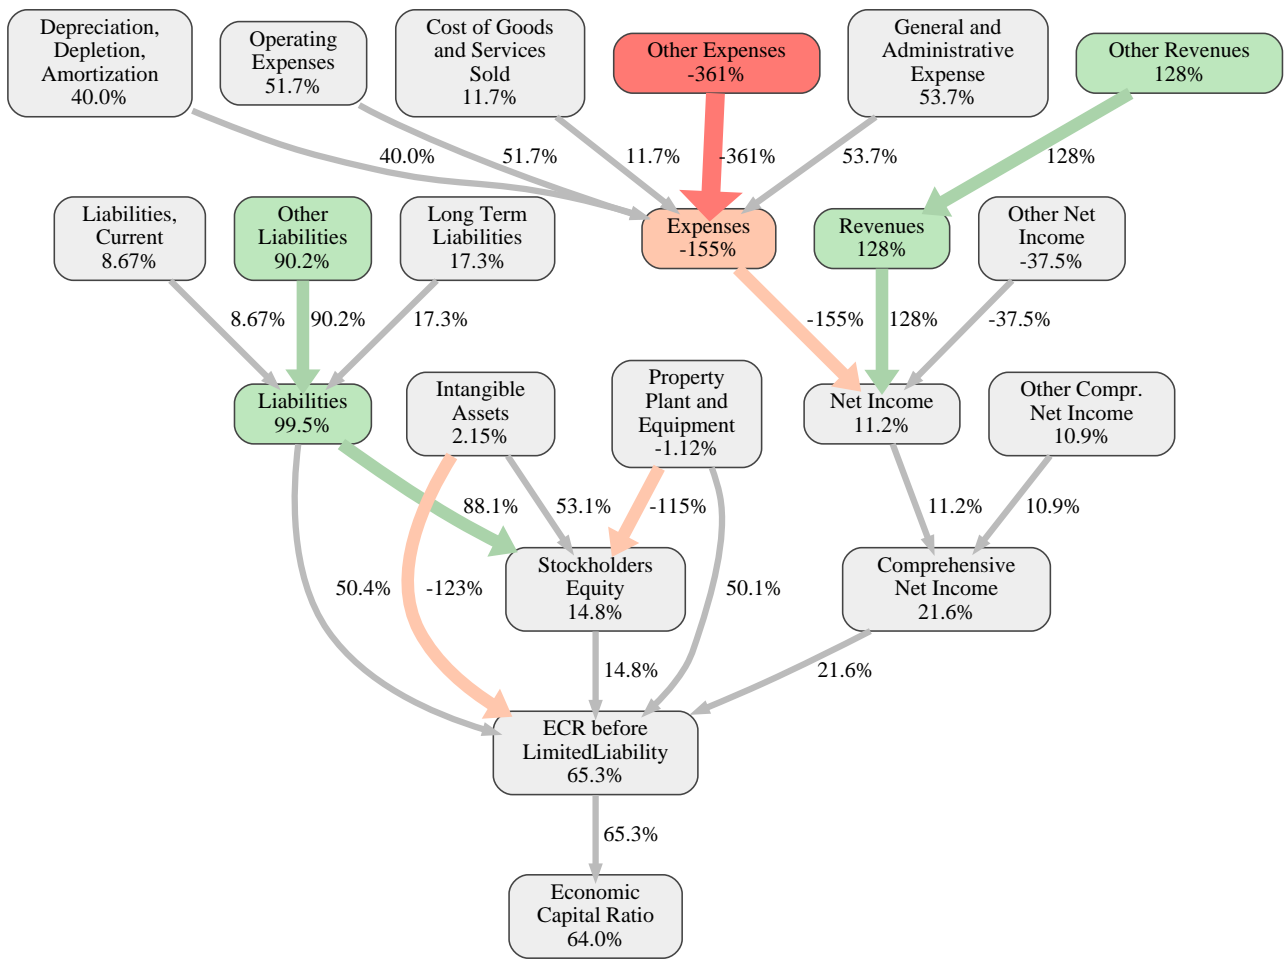 Depreciation,
Depletion,
Amortization
40.0%
Operating
Expenses
51.7%
Cost of Goods
and Services
Sold
11.7%
Other Expenses
-361%
General and
Administrative
Expense
53.7%
Other Revenues
128%
40.0%
51.7%
11.7%
-361%
53.7%
128%
Liabilities,
Current
8.67%
Other
Liabilities
90.2%
Long Term
Liabilities
17.3%
Expenses
-155%
Revenues
128%
Other Net
Income
-37.5%
8.67%
90.2%
17.3%
-155%
128%
-37.5%
Liabilities
99.5%
Intangible
Assets
2.15%
Property
Plant and
Equipment
-1.12%
Net Income
11.2%
Other Compr.
Net Income
10.9%
88.1%
53.1%
-115%
11.2%
10.9%
50.4%
-123%
Stockholders
Equity
14.8%
50.1%
Comprehensive
Net Income
21.6%
14.8%
21.6%
ECR before
LimitedLiability
65.3%
65.3%
Economic
Capital Ratio
64.0%